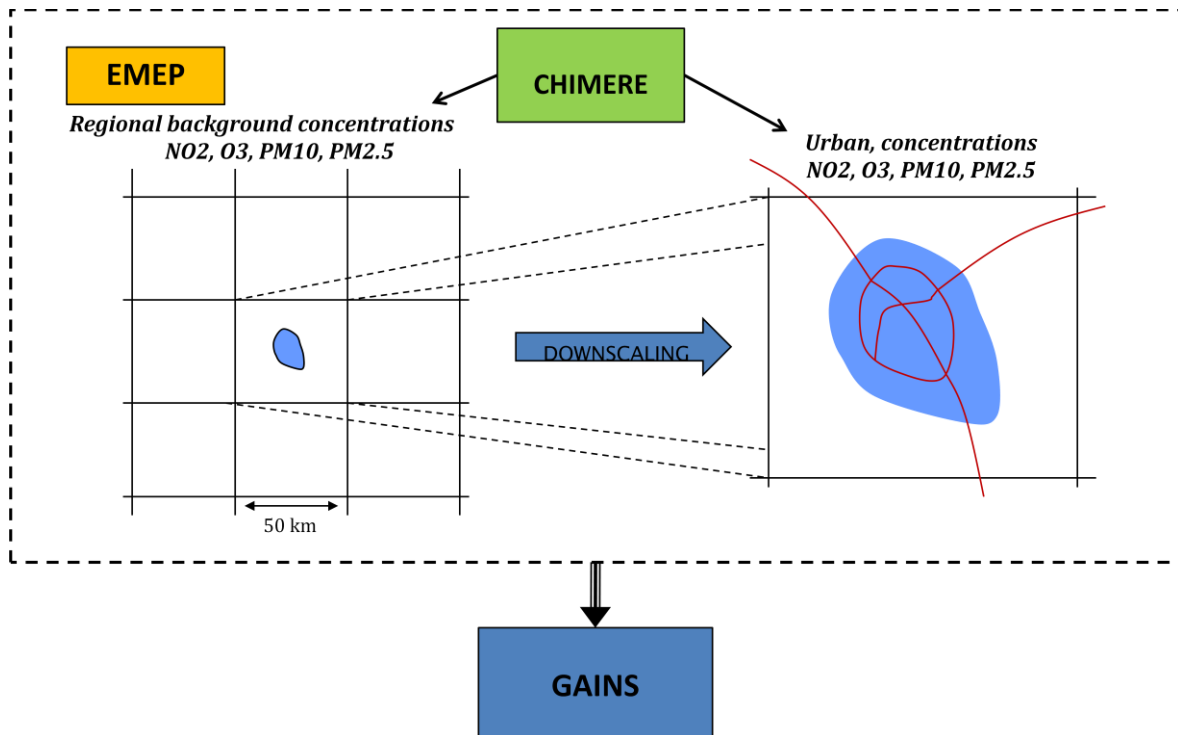 EMEP
CHIMERE
Regional background concentrations
NO2, O3, PM10, PM2.5
Urban, concentrations
NO2, O3, PM10, PM2.5
DOWNSCALING
50 km
GAINS